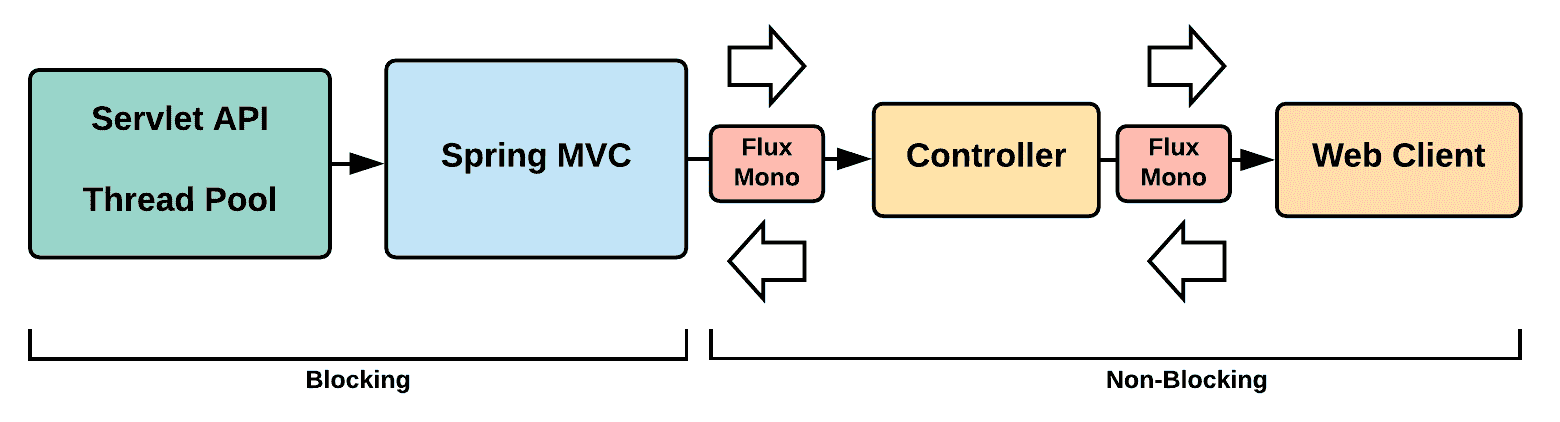 Servlet API
Thread Pool
Spring MVC
Flux
Mono
Controller
Flux
Mono
Web Client
Blocking
Non-Blocking